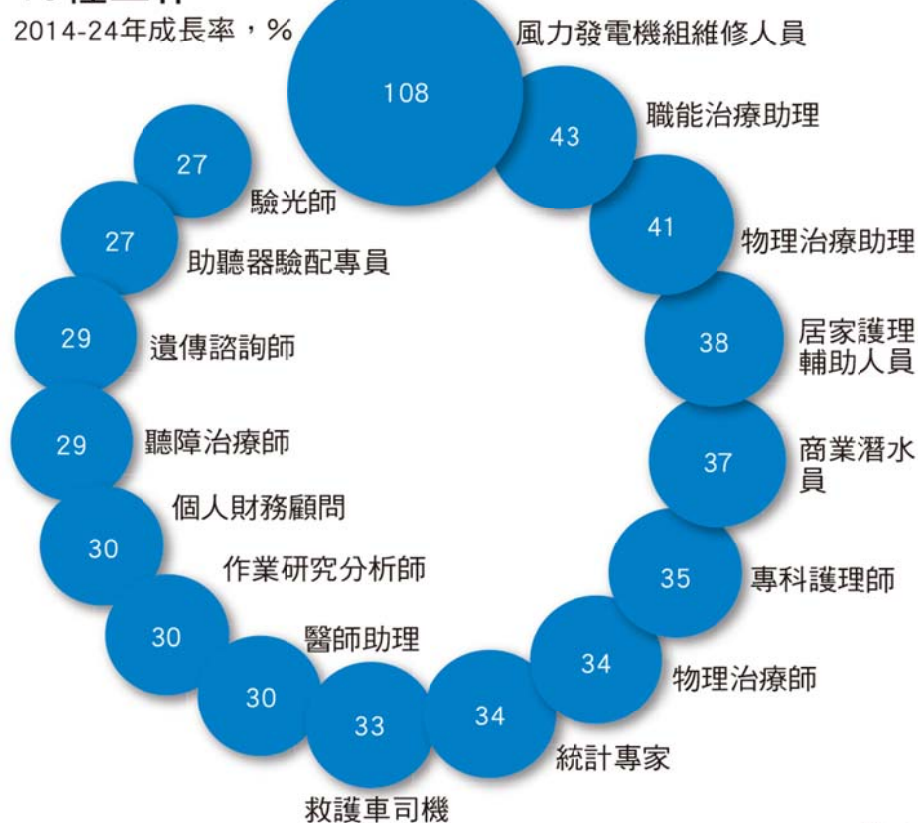 2014-24年成長率，%
108
風力發電機組維修人員
43
職能治療助理
41
物理治療助理
38
居家護理
輔助人員
37
商業潛水
員
35
專科護理師
34
物理治療師
34
統計專家
33
救護車司機
30
醫師助理
30
作業研究分析師
30
個人財務顧問
29
聽障治療師
29
遺傳諮詢師
27
助聽器驗配專員
27
驗光師